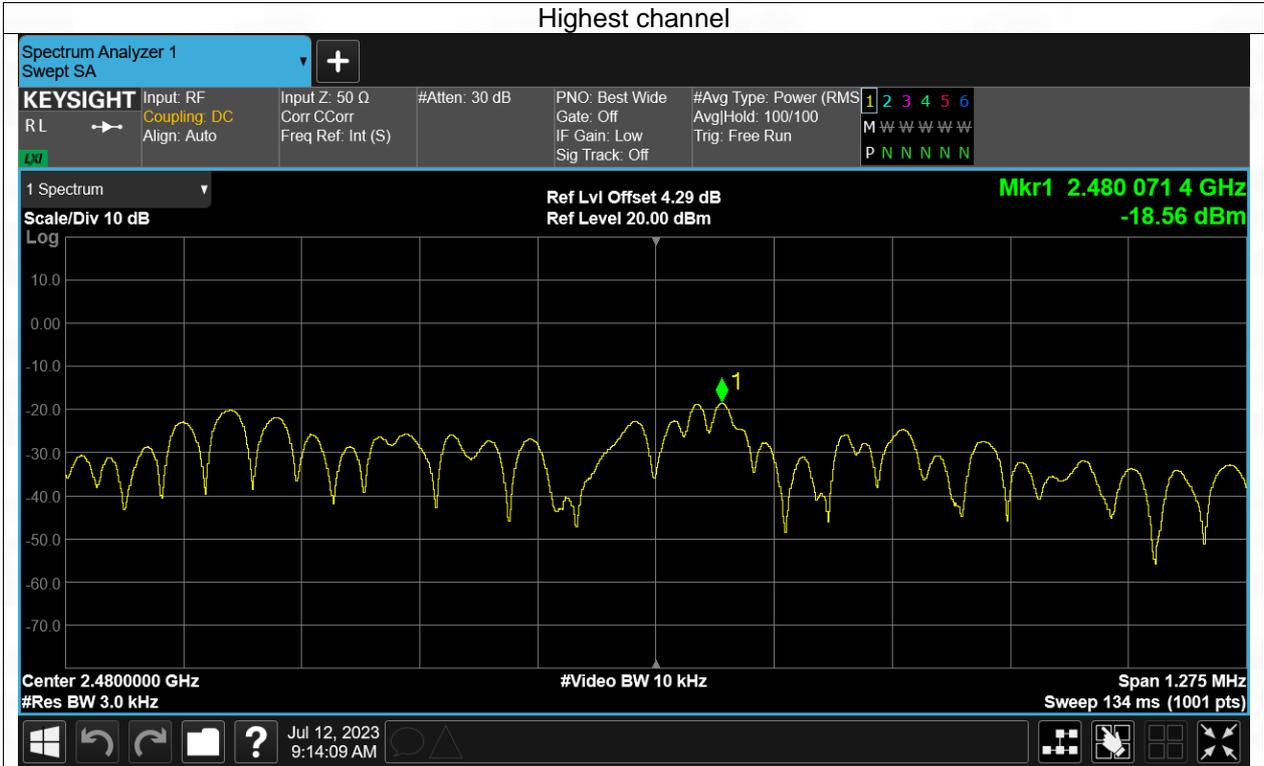 Highest channel
Spectrum Analyzer 1
Swept SA
+
KEYSIGHT
R L
LXI
Input: RF
Coupling: DC
Align: Auto
Input Z: 50 Ω
Corr CCorr
Freq Ref: Int (S)
#Atten: 30 dB
PNO: Best Wide
Gate: Off
IF Gain: Low
Sig Track: Off
#Avg Type: Power (RMS
Avg|Hold: 100/100
Trig: Free Run
1 2 3 4 5 6
M W W W W W W
P N N N N N N
1 Spectrum
Scale/Div 10 dB
Ref Lvl Offset 4.29 dB
Ref Level 20.00 dBm
Mkr1 2.480 071 4 GHz
-18.56 dBm
Log
10.0
0.00
-10.0
-20.0
-30.0
-40.0
-50.0
-60.0
-70.0
1
Center 2.4800000 GHz
#Video BW 10 kHz
Span 1.275 MHz
#Res BW 3.0 kHz
Sweep 134 ms (1001 pts)
?
Jul 12, 2023
9:14:09 AM